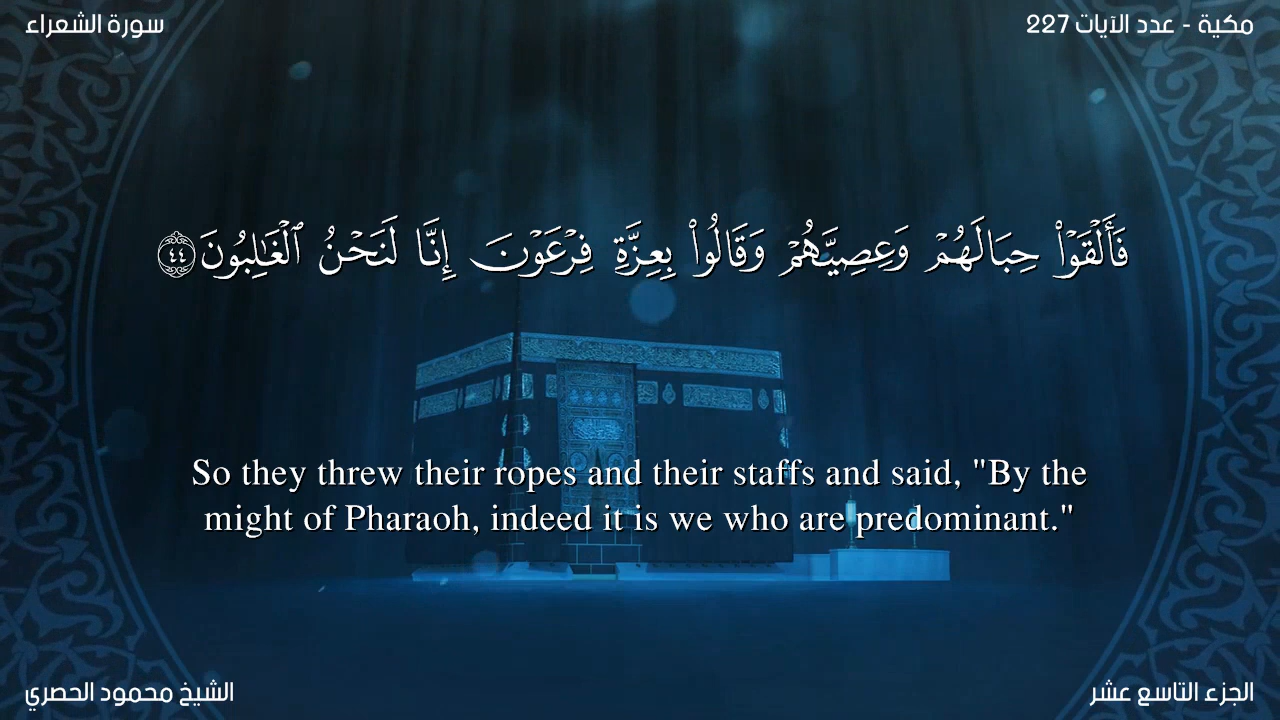 سورة الشعراء
مكية - عدد الآيات 227
فَأَلْقَوْا۟ حِبَالَهُمْ وَعِصِيَّهُمْ وَقَالُوا۟ بِعِزَّةِ فِرْعَوْنَ إِنَّا لَنَحْنُ ٱلْغَـٰلِبُونَ ٤٤
So they threw their ropes and their staffs and said, "By the
might of Pharaoh, indeed it is we who are predominant."
الشيخ محمود الحصري
الجزء التاسع عشر